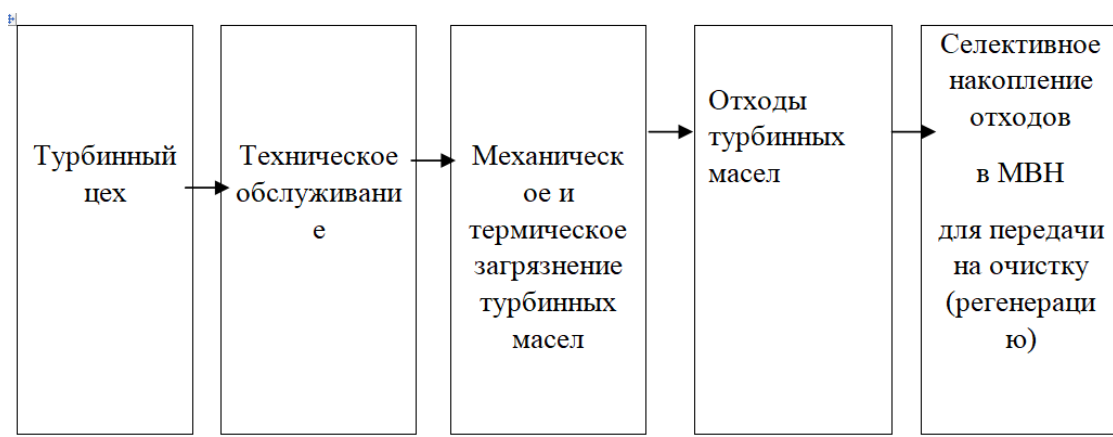 Турбинный
цех
Техническое
обслуживани
е
Механическ
ое и
термическое
загрязнение
турбинных
масел
Отходы
турбинных
масел
Селективное
накопление
отходов
в МВН
для передачи
на очистку
(регенераци
ю)